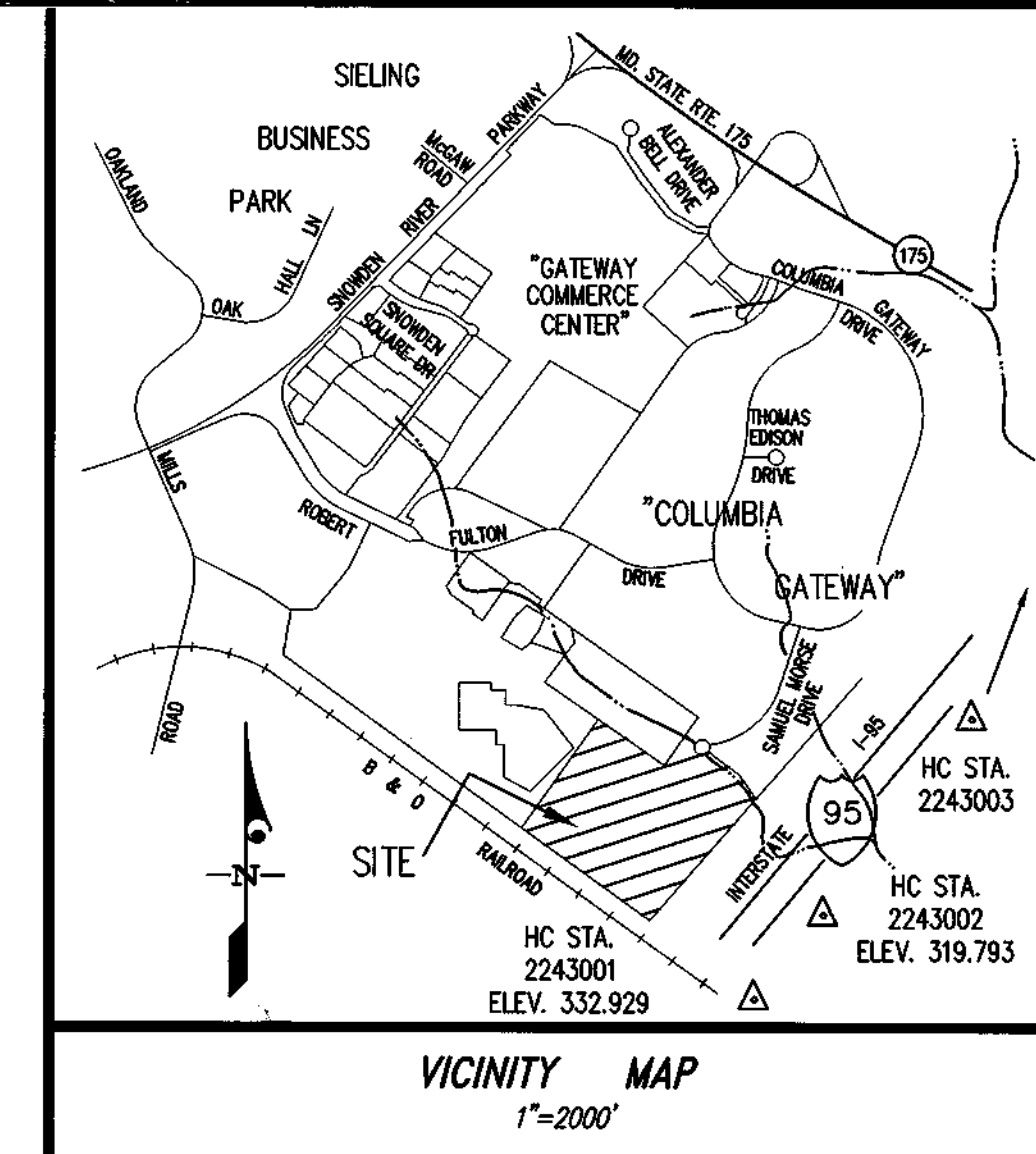 SIELING
BUSINESS
PARK
MD. STATE RTE. 175
McGAW
ROAD
SNOWDEN RIVER PARKWAY
ALEXANDER
BELL DRIVE
OAKLAND
MILLS
ROAD
OAK
HALL LN
175
"GATEWAY
COMMERCE
CENTER"
COLUMBIA
GATEWAY
DRIVE
SNOWDEN
SQUARE DR
THOMAS
EDISON
DRIVE
ROBERT
FULTON
DRIVE
"COLUMBIA
GATEWAY"
SAMUEL MORSE
DRIVE
I-95
HC STA.
2243003
95
INTERSTATE
B & O
RAILROAD
SITE
N
HC STA.
2243002
ELEV. 319.793
HC STA.
2243001
ELEV. 332.929
VICINITY MAP
1"=2000'